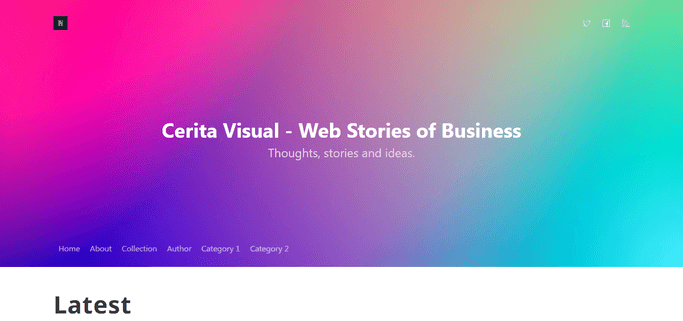 Cerita Visual - Web Stories of Business
Thoughts, stories and ideas.
Home About Collection Author Category 1 Category 2
Latest